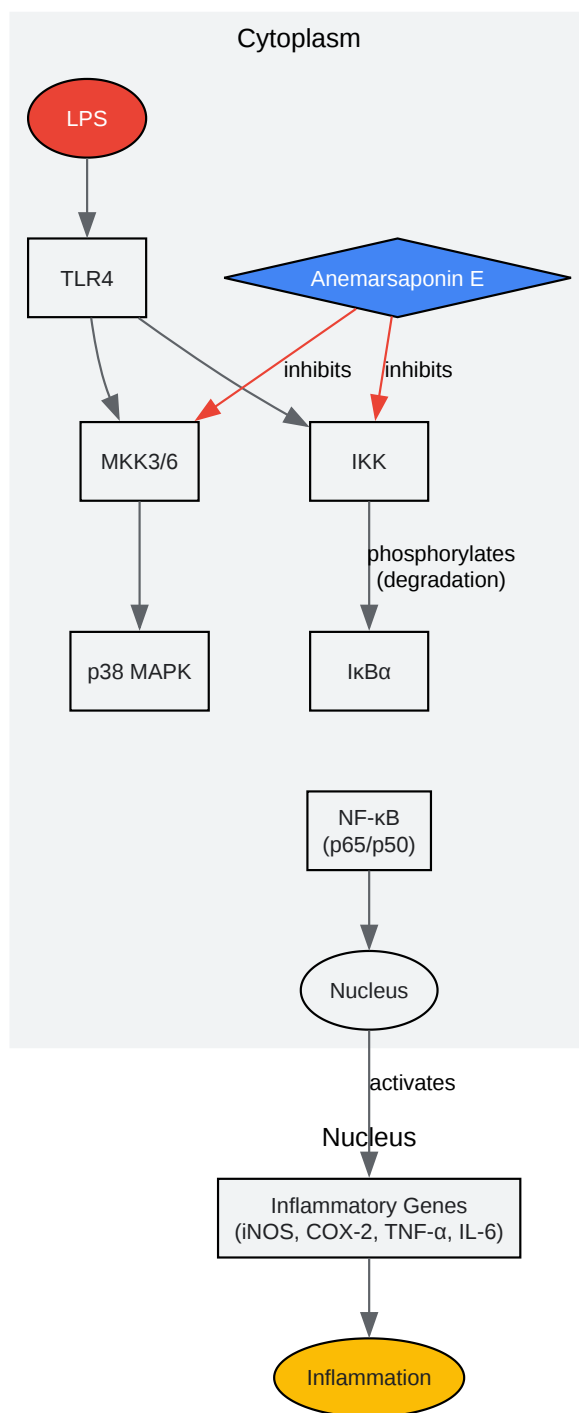 Cytoplasm
LPS
TLR4
Anemarsaponin E
inhibits
inhibits
MKK3/6
IKK
phosphorylates
(degradation)
p38 MAPK
IκBα
NF-κB
(p65/p50)
Nucleus
activates
Nucleus
Inflammatory Genes
(iNOS, COX-2, TNF-α, IL-6)
Inflammation